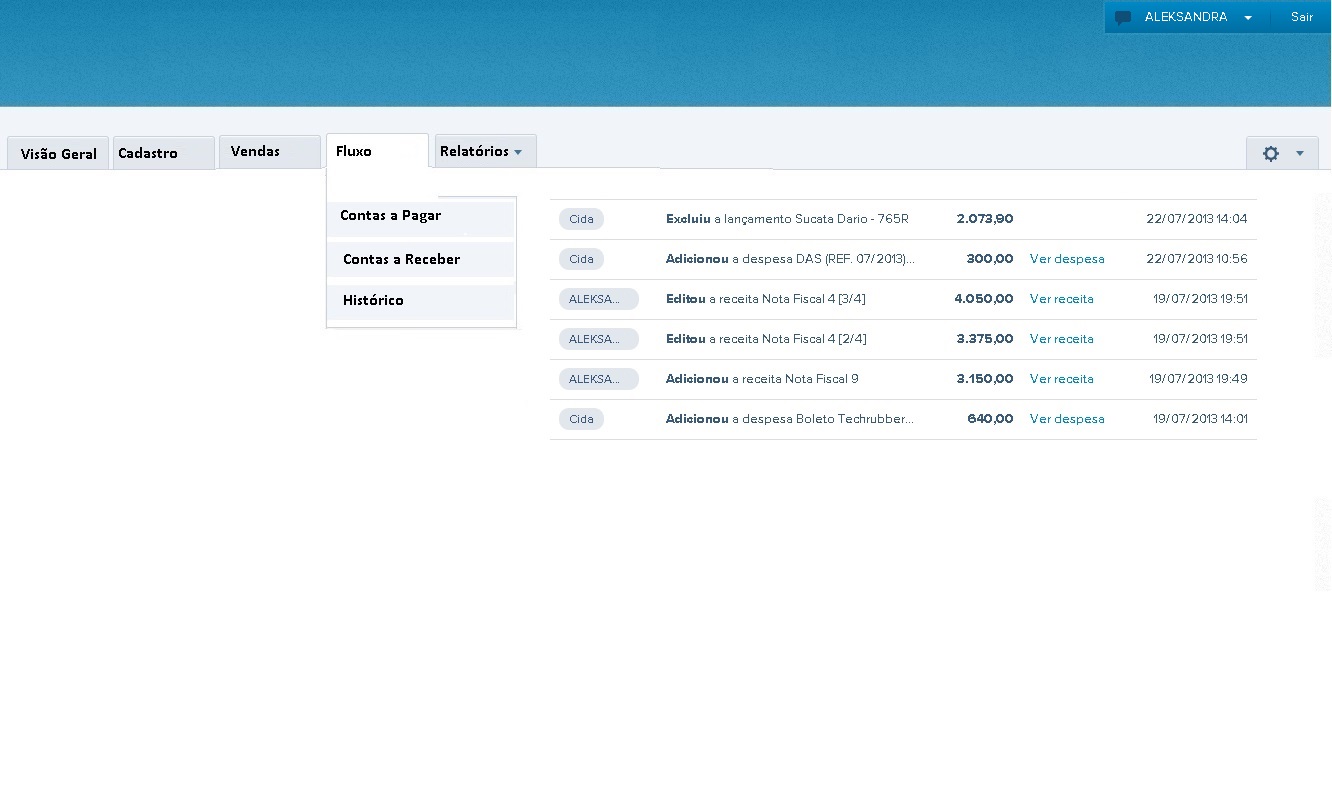 ALEKSANDRA Sair
Visão Geral Cadastro Vendas Fluxo Relatórios
Contas a Pagar
Contas a Receber
Histórico
Cida Excluiu a lançamento Sucata Dario - 765R 2.073,90 22/07/2013 14:04
Cida Adicionou a despesa DAS (REF. 07/2013)... 300,00 Ver despesa 22/07/2013 10:56
ALEKSA... Editou a receita Nota Fiscal 4 [3/4] 4.050,00 Ver receita 19/07/2013 19:51
ALEKSA... Editou a receita Nota Fiscal 4 [2/4] 3.375,00 Ver receita 19/07/2013 19:51
ALEKSA... Adicionou a receita Nota Fiscal 9 3.150,00 Ver receita 19/07/2013 19:49
Cida Adicionou a despesa Boleto Techrubber... 640,00 Ver despesa 19/07/2013 14:01